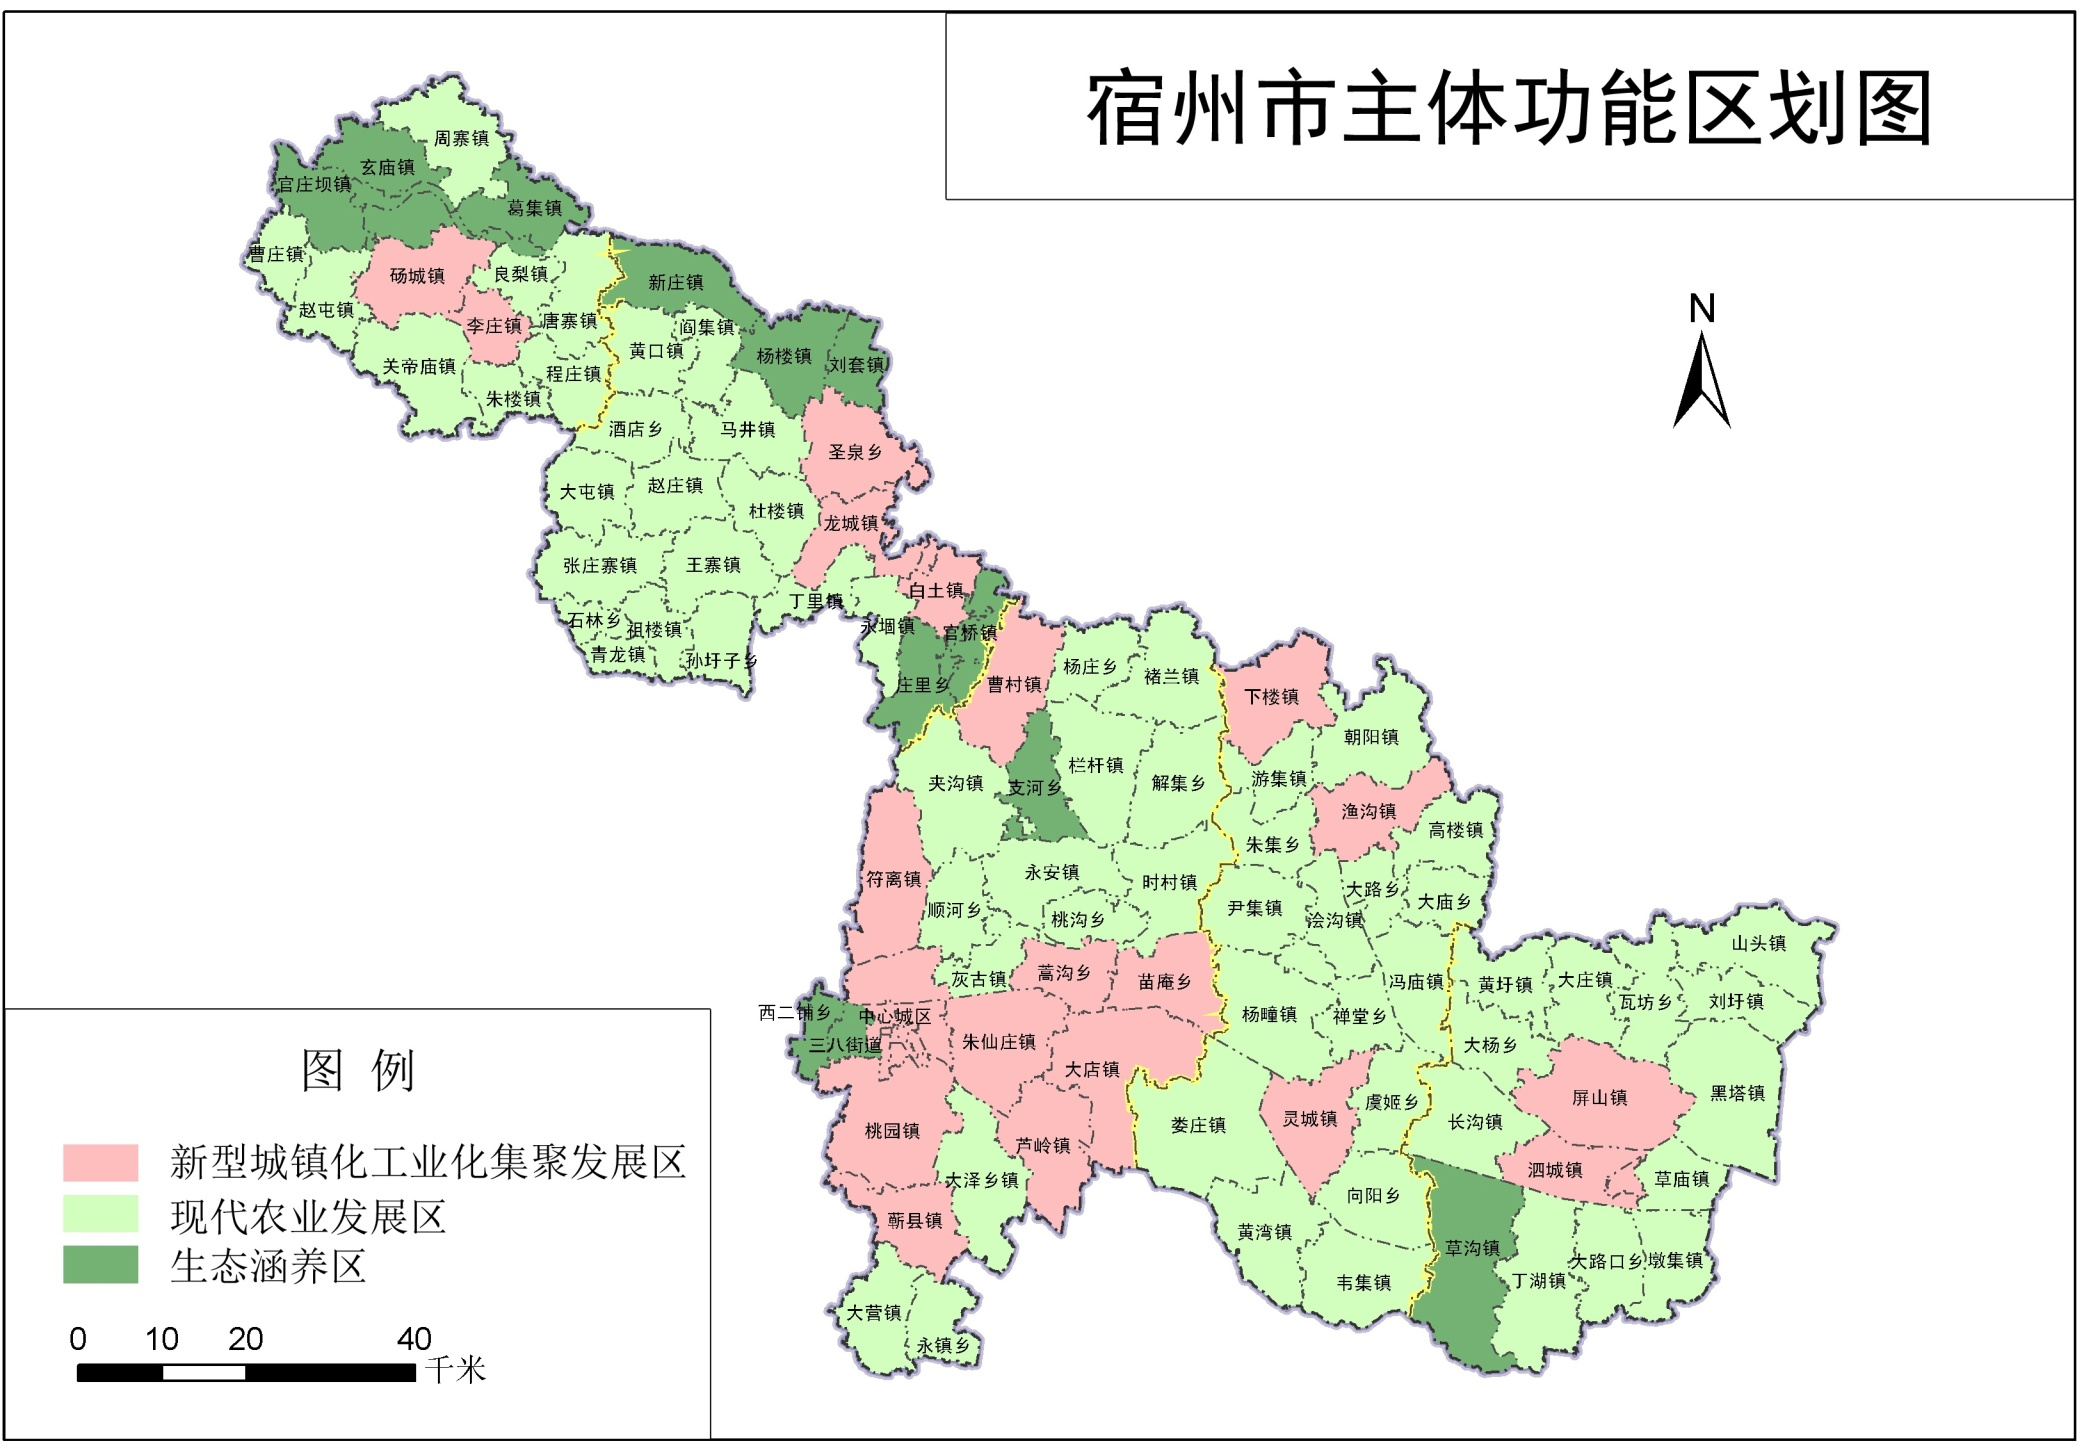 宿州市主体功能区划图
N
周寨镇
玄庙镇
官庄坝镇
葛集镇
曹庄镇
砀城镇
良梨镇
新庄镇
赵屯镇
李庄镇
唐寨镇
阎集镇
黄口镇
杨楼镇
刘套镇
关帝庙镇
程庄镇
朱楼镇
酒店乡
马井镇
圣泉乡
大屯镇
赵庄镇
杜楼镇
龙城镇
张庄寨镇
王寨镇
丁里镇
白土镇
石林乡
祖楼镇
永堌镇
官桥镇
青龙镇
孙圩子乡
庄里乡
曹村镇
杨庄乡
褚兰镇
下楼镇
朝阳镇
夹沟镇
支河乡
栏杆镇
解集乡
游集镇
渔沟镇
高楼镇
朱集乡
符离镇
永安镇
时村镇
大路乡
大庙乡
顺河乡
桃沟乡
尹集镇
浍沟镇
山头镇
灰古镇
蒿沟乡
苗庵乡
冯庙镇
黄圩镇
大庄镇
瓦坊乡
刘圩镇
西二铺乡
中心城区
杨疃镇
禅堂乡
三八街道
朱仙庄镇
大杨乡
大店镇
虞姬乡
屏山镇
黑塔镇
桃园镇
芦岭镇
娄庄镇
灵城镇
长沟镇
大泽乡镇
泗城镇
草庙镇
向阳乡
蕲县镇
黄湾镇
草沟镇
大路口乡
墩集镇
韦集镇
丁湖镇
大营镇
永镇乡
图 例
新型城镇化工业化集聚发展区
现代农业发展区
生态涵养区
0 10 20 40
千米